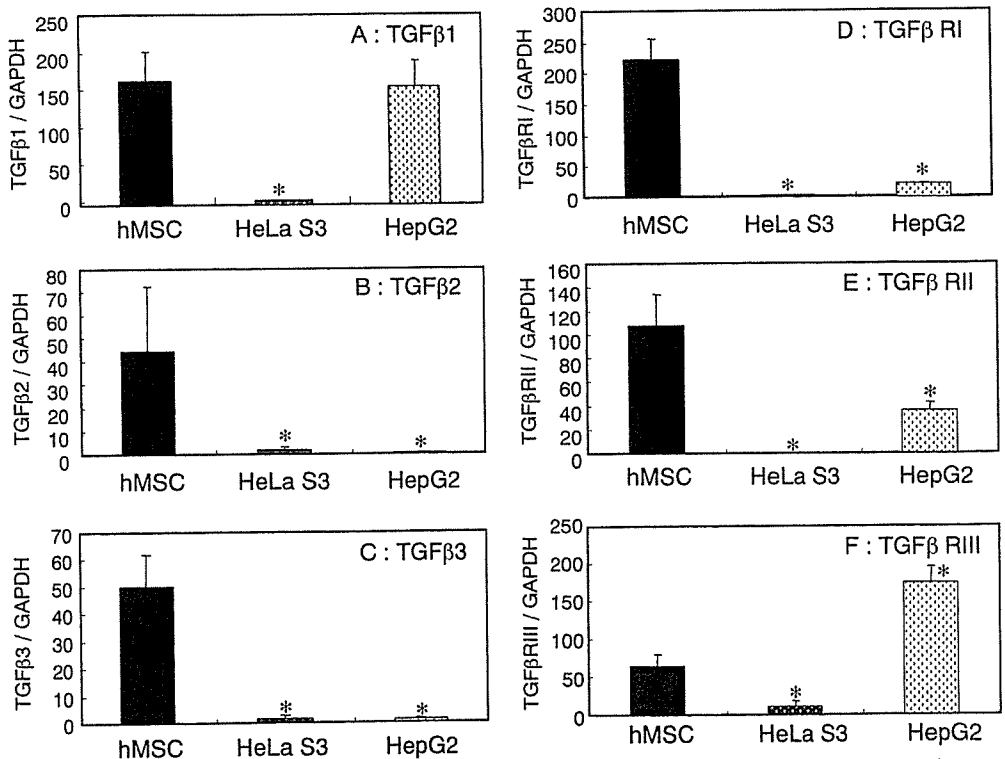 A : TGFβ1
TGFβ1 / GAPDH
250
200
150
100
50
0
*
hMSC HeLa S3 HepG2
D : TGFβ RI
TGFβRI / GAPDH
300
250
200
150
100
50
0
* *
hMSC HeLa S3 HepG2
B : TGFβ2
TGFβ2 / GAPDH
80
70
60
50
40
30
20
10
0
* *
hMSC HeLa S3 HepG2
E : TGFβ RII
TGFβRII / GAPDH
160
140
120
100
80
60
40
20
0
* *
hMSC HeLa S3 HepG2
C : TGFβ3
TGFβ3 / GAPDH
70
60
50
40
30
20
10
0
* *
hMSC HeLa S3 HepG2
F : TGFβ RIII
TGFβRIII / GAPDH
250
200
150
100
50
0
* *
hMSC HeLa S3 HepG2